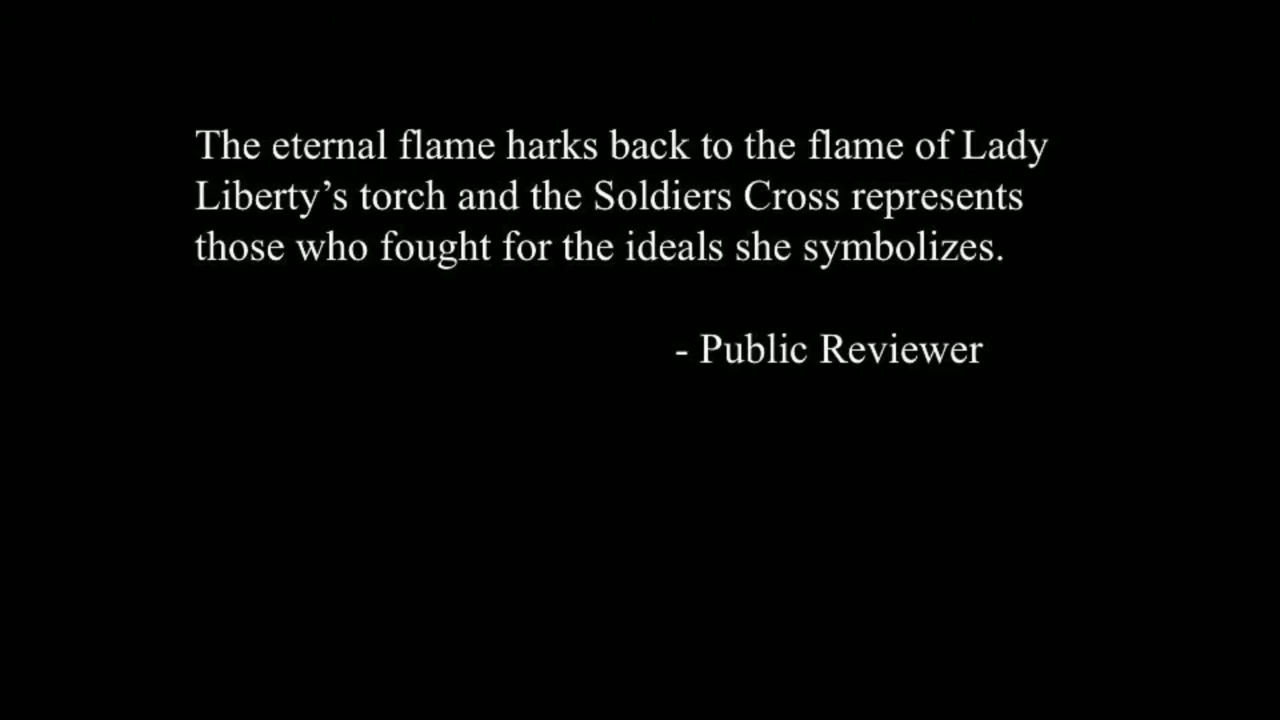 The eternal flame harks back to the flame of Lady
Liberty’s torch and the Soldiers Cross represents
those who fought for the ideals she symbolizes.
- Public Reviewer